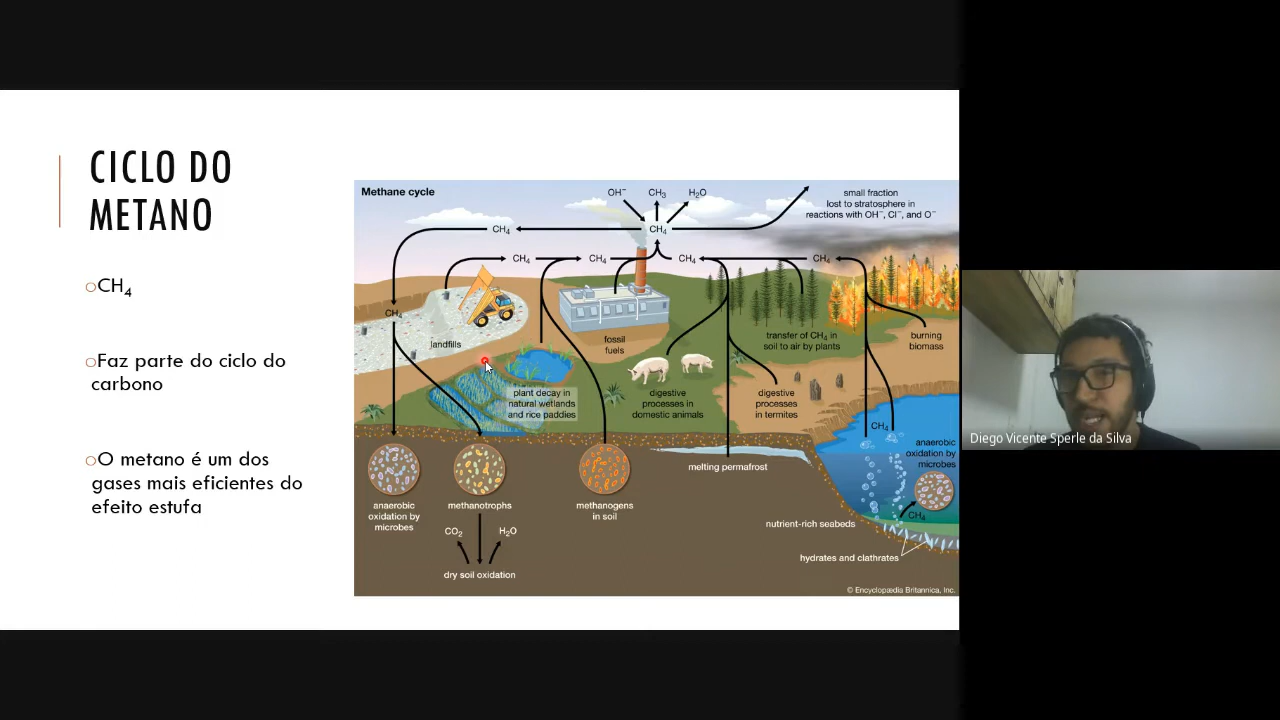 CICLO DO
METANO
○CH₄
○Faz parte do ciclo do
carbono
○O metano é um dos
gases mais eficientes do
efeito estufa
Methane cycle
OH⁻ CH₃ H₂O
small fraction
lost to stratosphere in
reactions with OH⁻, Cl⁻, and O⁻
CH₄ CH₄
CH₄ CH₄ CH₄ CH₄
CH₄
landfills
fossil
fuels
transfer of CH₄ in
soil to air by plants
burning
biomass
plant decay in
natural wetlands
and rice paddies
digestive
processes in
domestic animals
digestive
processes
in termites
CH₄
anaerobic
oxidation by
microbes
melting permafrost
anaerobic
oxidation by
microbes
methanotrophs
methanogens
in soil
CH₄
nutrient-rich seabeds
CO₂ H₂O
hydrates and clathrates
dry soil oxidation
© Encyclopædia Britannica, Inc.
Diego Vicente Sperle da Silva